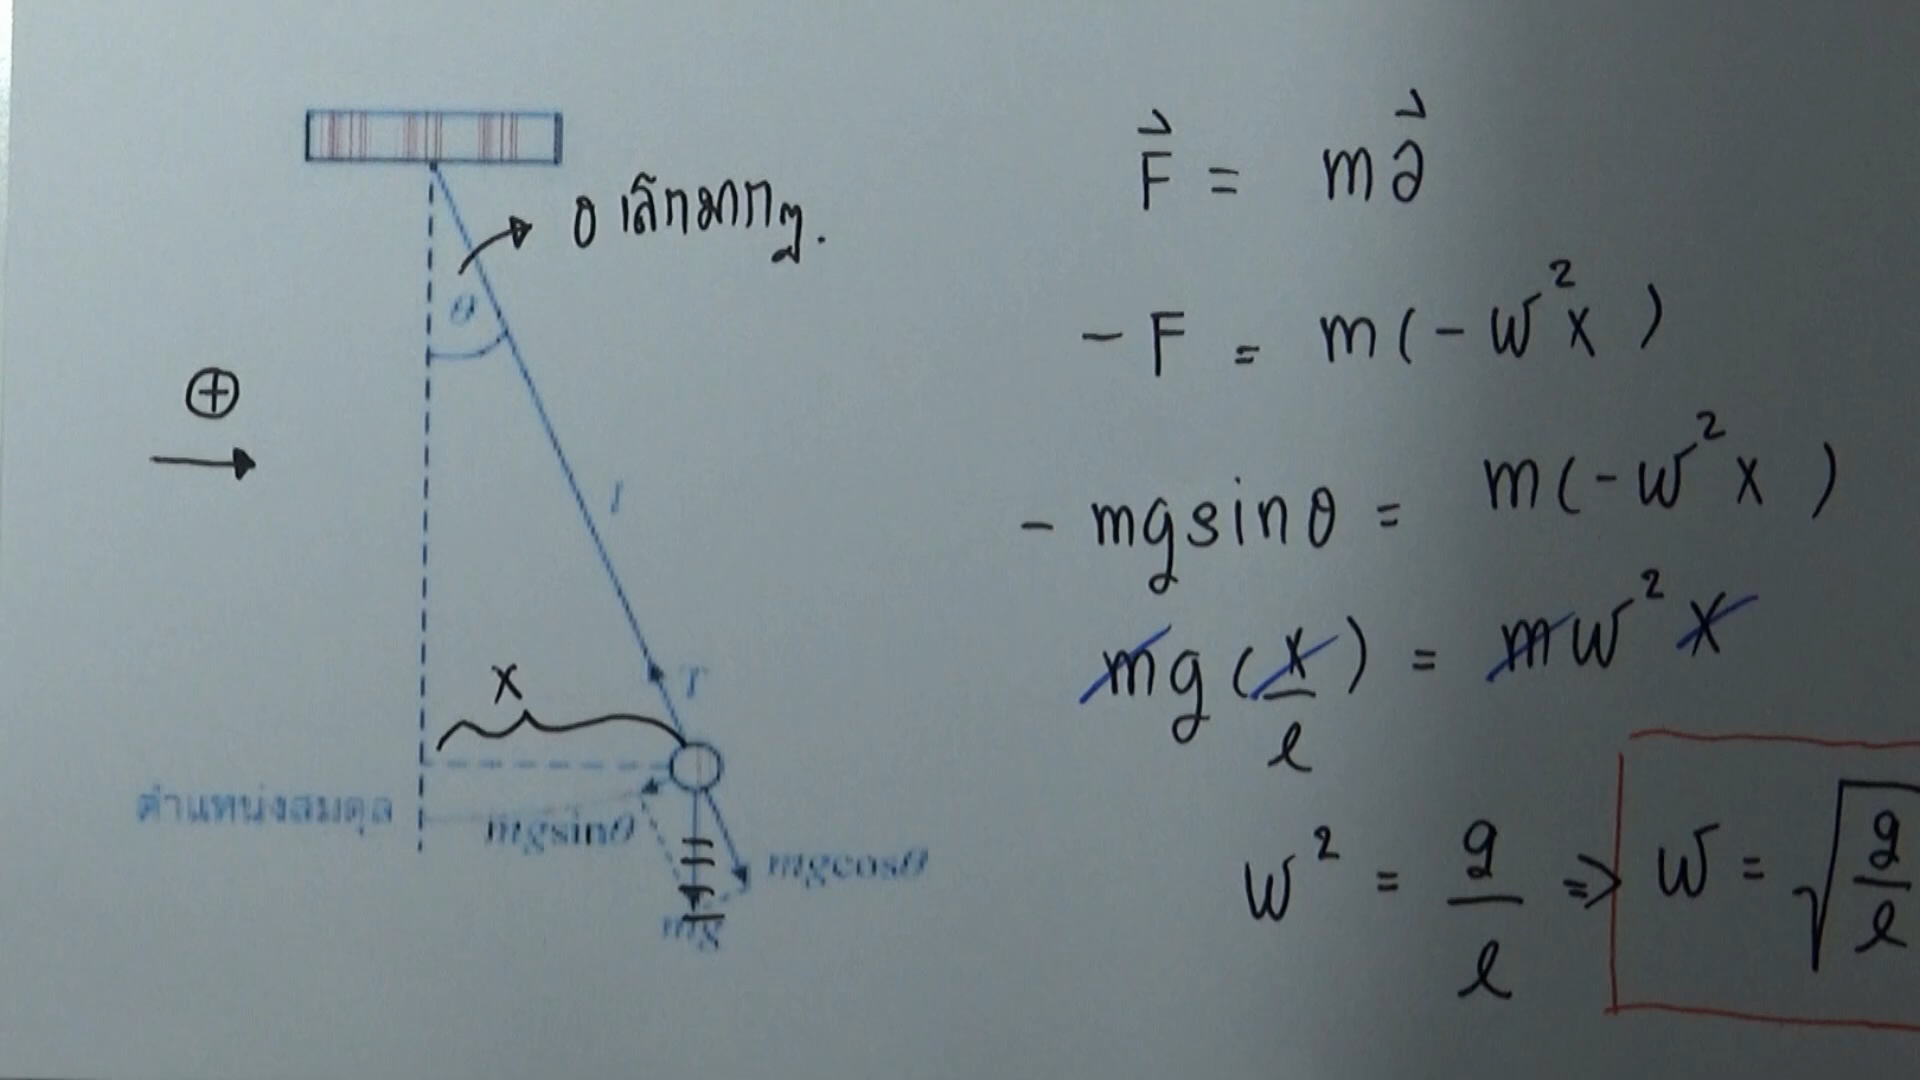 θ เล็กมากๆ.
θ
⊕
l
x
T
ตำแหน่งสมดุล
mgsinθ
mgcosθ
mg
F⃗ = ma⃗
- F = m(-ω²x)
- mgsinθ = m(-ω²x)
mg(x/l) = mω²x
ω² = g/l ⇒ ω = √(g/l)